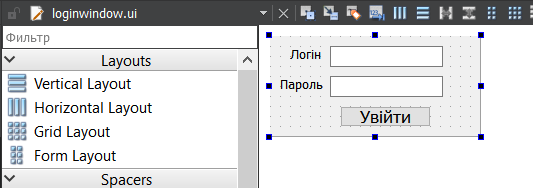 loginwindow.ui
Фильтр
Layouts
Vertical Layout
Horizontal Layout
Grid Layout
Form Layout
Spacers
Логін
Пароль
Увійти